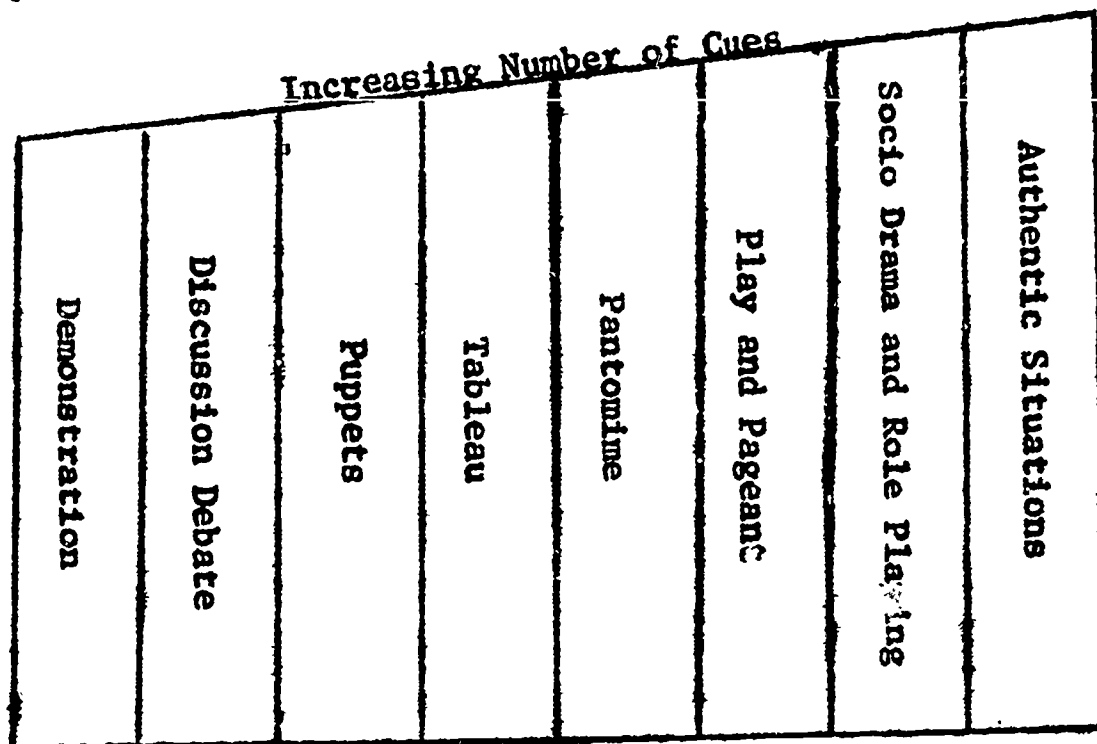 Increasing Number of Cues
Demonstration
Discussion Debate
Puppets
Tableau
Pantomime
Play and Pageant
Socio Drama and Role Playing
Authentic Situations